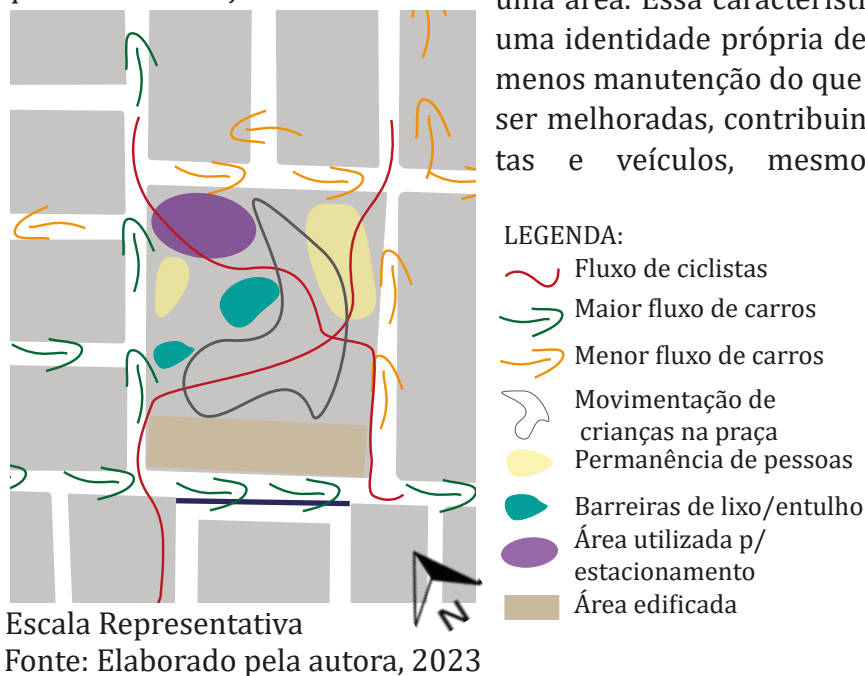 uma área. Essa
uma identidade própria de
menos manutenção do que
ser melhoradas,
tas e veículos, mesmo
LEGENDA:
Fluxo de ciclistas
Maior fluxo de carros
Menor fluxo de carros
Movimentação de
crianças na praça
Permanência de pessoas
Barreiras de lixo/entulho
Área utilizada p/
estacionamento
Área edificada
N
Escala Representativa
Fonte: Elaborado pela autora, 2023